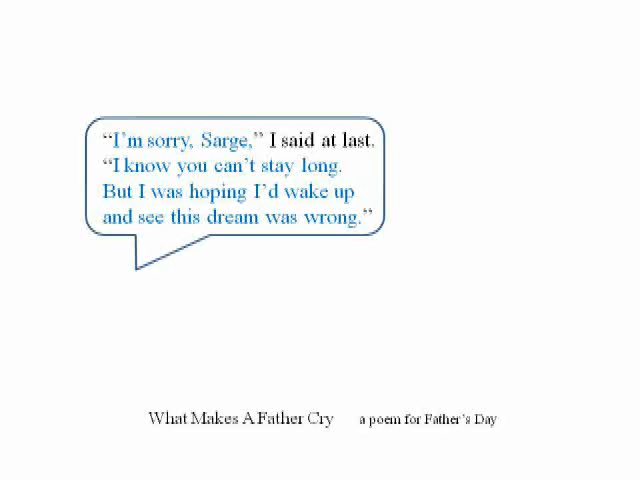 “I’m sorry, Sarge,” I said at last.
“I know you can’t stay long.
But I was hoping I’d wake up
and see this dream was wrong.”
What Makes A Father Cry a poem for Father’s Day